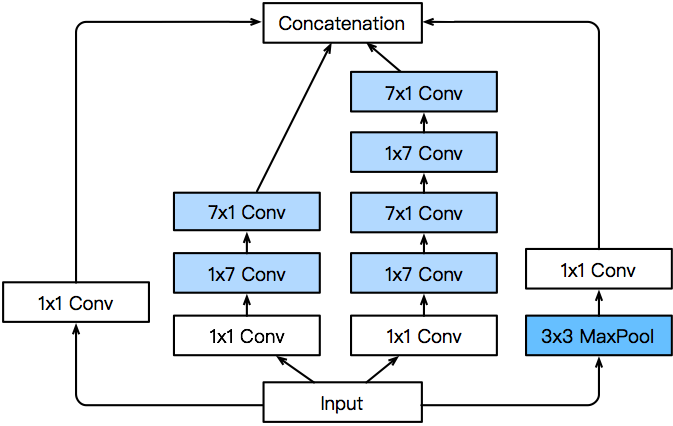 Concatenation
7x1 Conv
1x7 Conv
7x1 Conv
7x1 Conv
1x7 Conv
1x7 Conv
1x1 Conv
1x1 Conv
1x1 Conv
1x1 Conv
3x3 MaxPool
Input